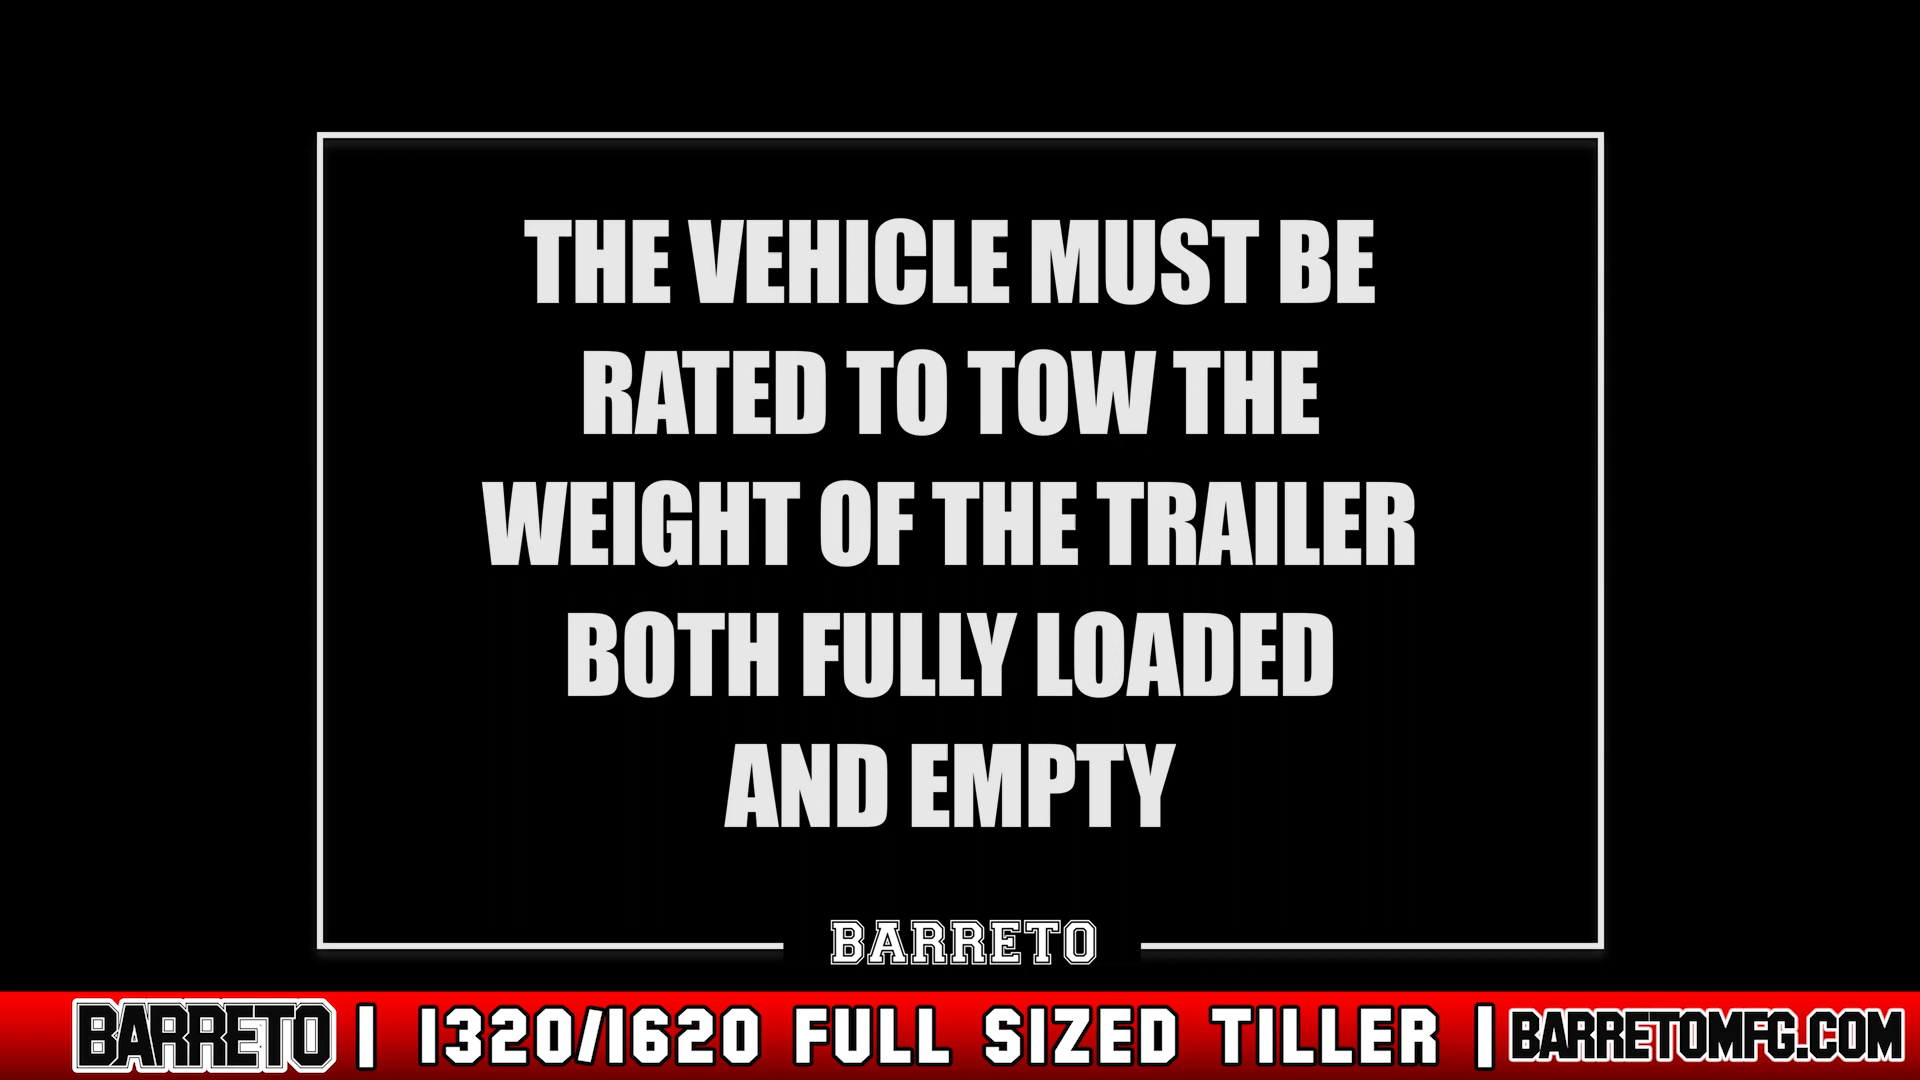 THE VEHICLE MUST BE
RATED TO TOW THE
WEIGHT OF THE TRAILER
BOTH FULLY LOADED
AND EMPTY
BARRETO
BARRETO | 1320/1620 FULL SIZED TILLER | BARRETOMFG.COM